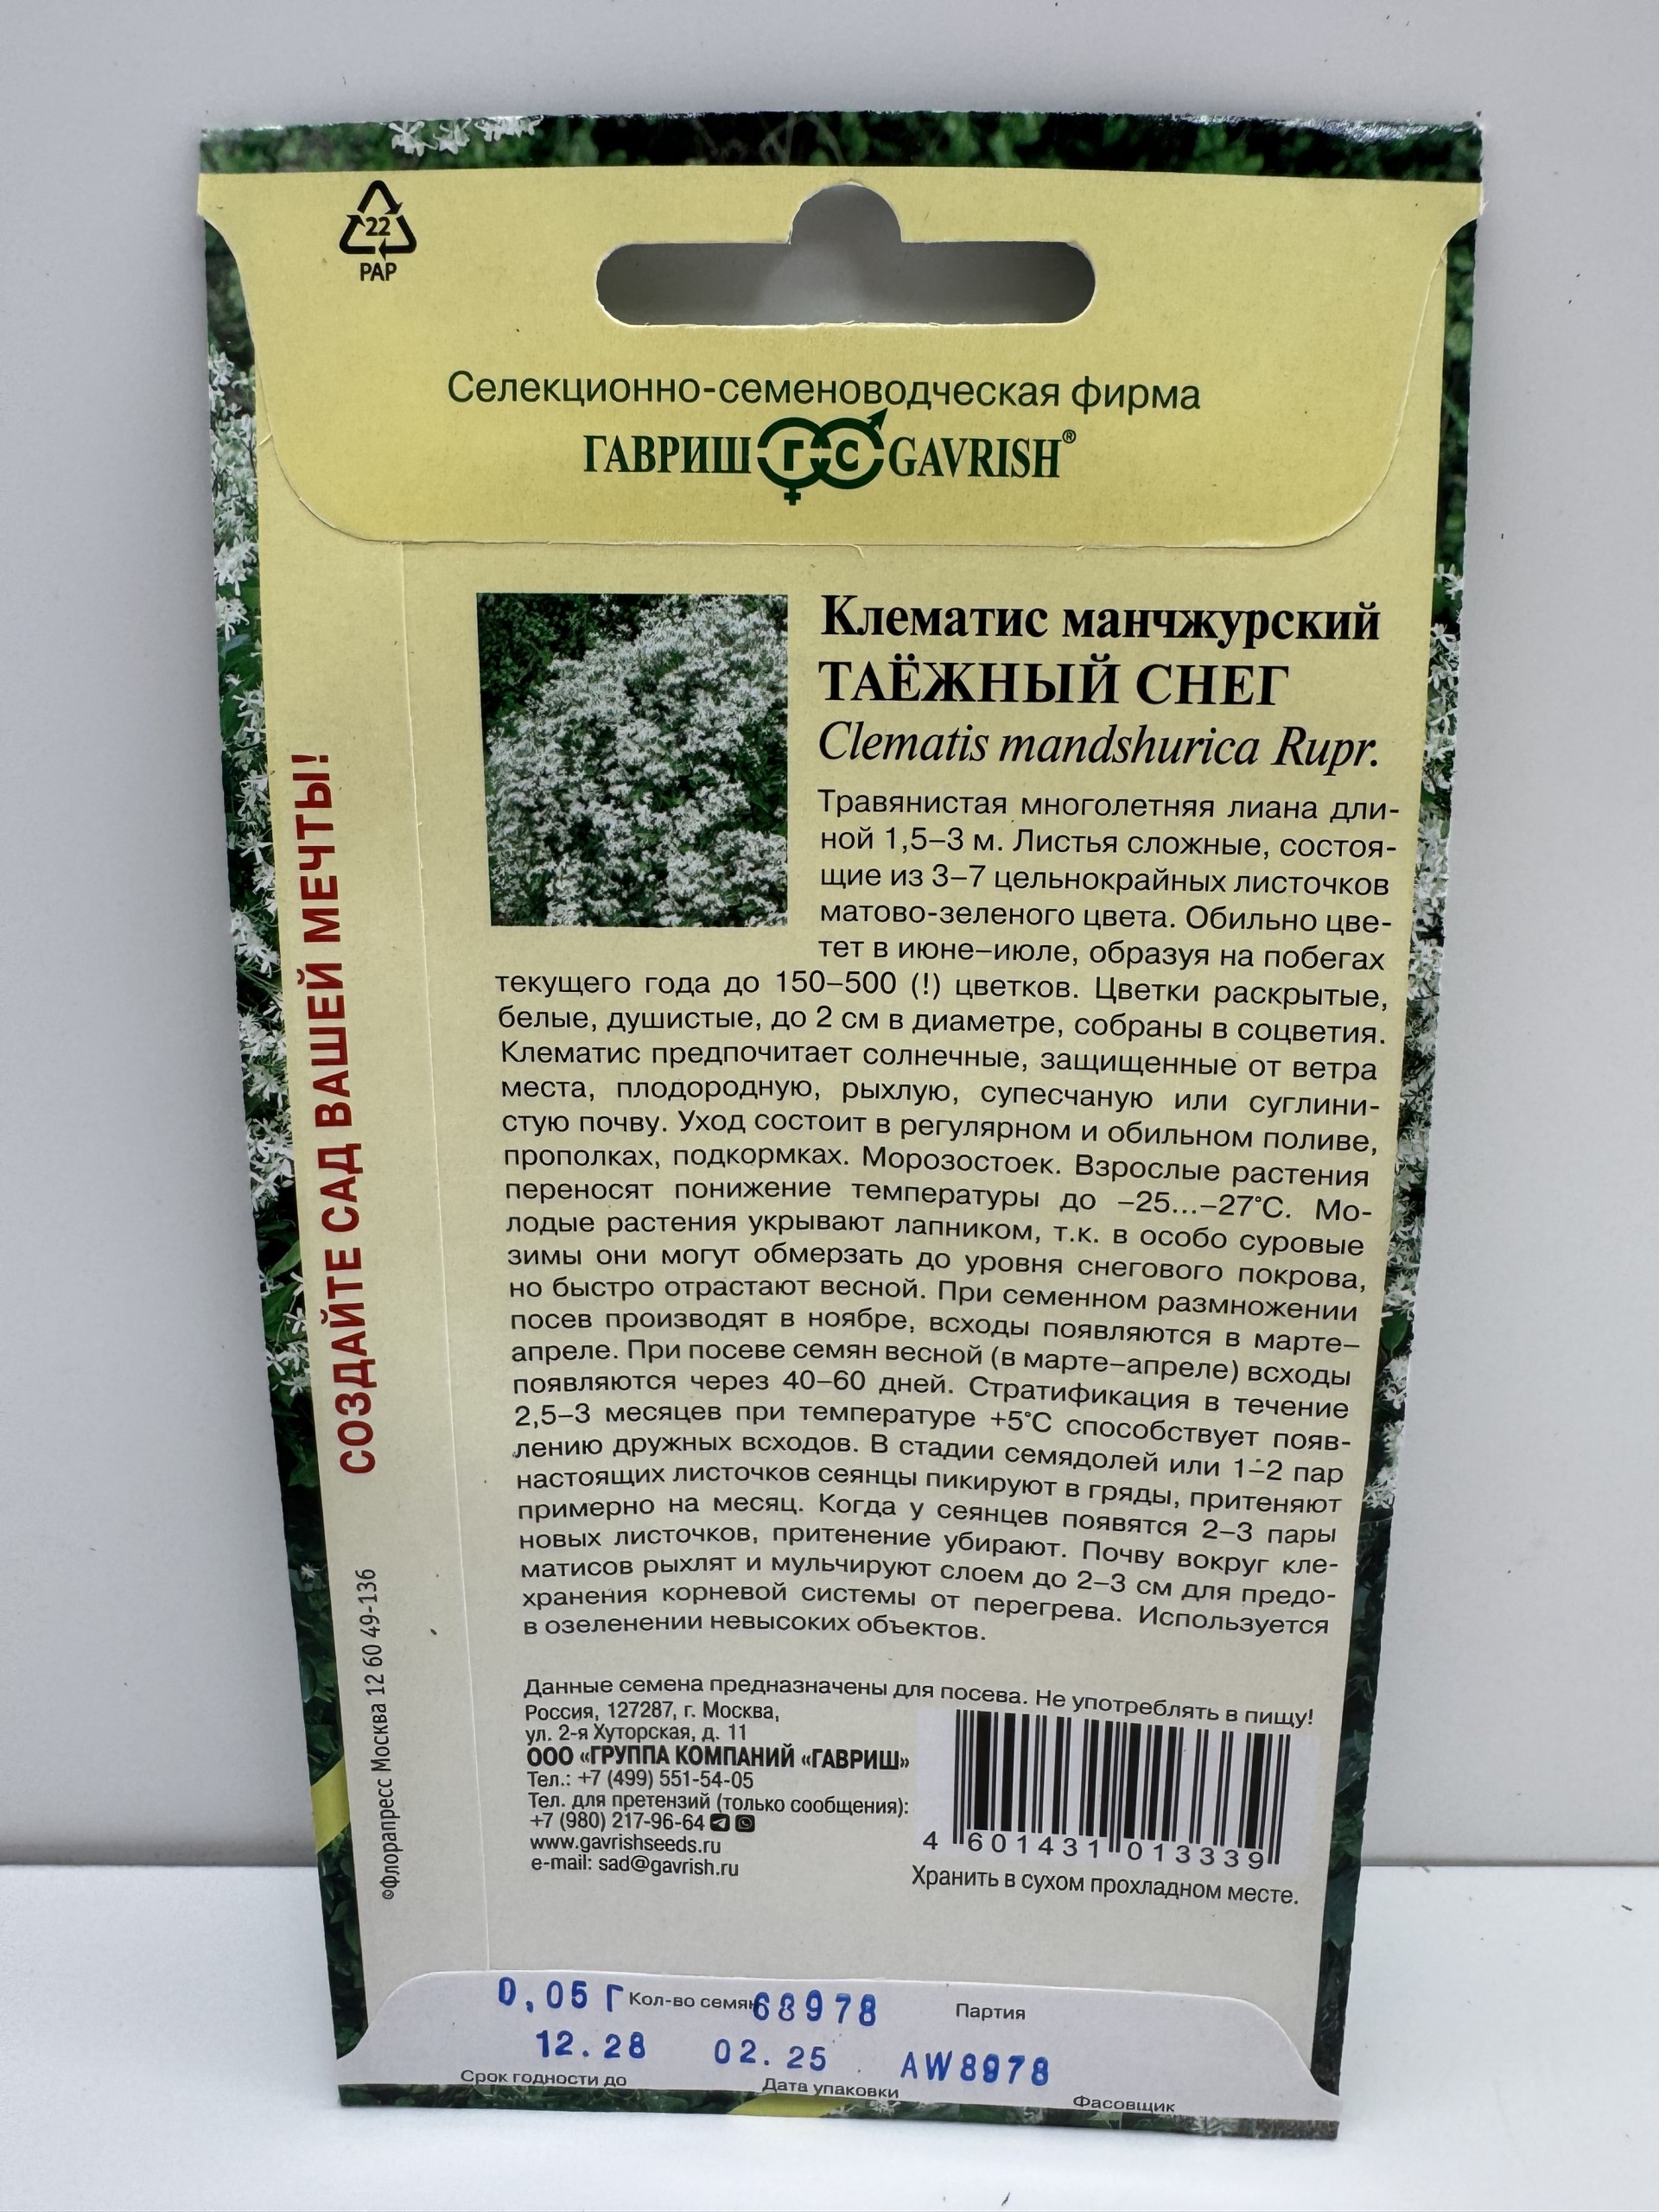 22
PAP
Селекционно-семеноводческая фирма
ГАВРИШ ГС GAVRISH®
Клематис манчжурский
ТАЁЖНЫЙ СНЕГ
Clematis mandshurica Rupr.
Травянистая многолетняя лиана дли-
ной 1,5–3 м. Листья сложные, состоя-
щие из 3–7 цельнокрайных листочков
матово-зеленого цвета. Обильно цве-
тет в июне–июле, образуя на побегах
текущего года до 150–500 (!) цветков. Цветки раскрытые,
белые, душистые, до 2 см в диаметре, собраны в соцветия.
Клематис предпочитает солнечные, защищенные от ветра
места, плодородную, рыхлую, супесчаную или суглини-
стую почву. Уход состоит в регулярном и обильном поливе,
прополках, подкормках. Морозостоек. Взрослые растения
переносят понижение температуры до –25...–27°С. Мо-
лодые растения укрывают лапником, т.к. в особо суровые
зимы они могут обмерзать до уровня снегового покрова,
но быстро отрастают весной. При семенном размножении
посев производят в ноябре, всходы появляются в марте–
апреле. При посеве семян весной (в марте–апреле) всходы
появляются через 40–60 дней. Стратификация в течение
2,5–3 месяцев при температуре +5°С способствует появ-
лению дружных всходов. В стадии семядолей или 1–2 пар
настоящих листочков сеянцы пикируют в гряды, притеняют
примерно на месяц. Когда у сеянцев появятся 2–3 пары
новых листочков, притенение убирают. Почву вокруг кле-
матисов рыхлят и мульчируют слоем до 2–3 см для предо-
хранения корневой системы от перегрева. Используется
в озеленении невысоких объектов.
Данные семена предназначены для посева. Не употреблять в пищу!
Россия, 127287, г. Москва,
ул. 2-я Хуторская, д. 11
ООО «ГРУППА КОМПАНИЙ «ГАВРИШ»
Тел.: +7 (499) 551-54-05
Тел. для претензий (только сообщения):
+7 (980) 217-96-64
www.gavrishseeds.ru
e-mail: sad@gavrish.ru
4 601431 013339
Хранить в сухом прохладном месте.
СОЗДАЙТЕ САД ВАШЕЙ МЕЧТЫ!
©Флорапресс Москва 12 60 49-136
0,05 Г Кол-во семян 68978 Партия
12.28 02.25 AW8978
Срок годности до Дата упаковки Фасовщик